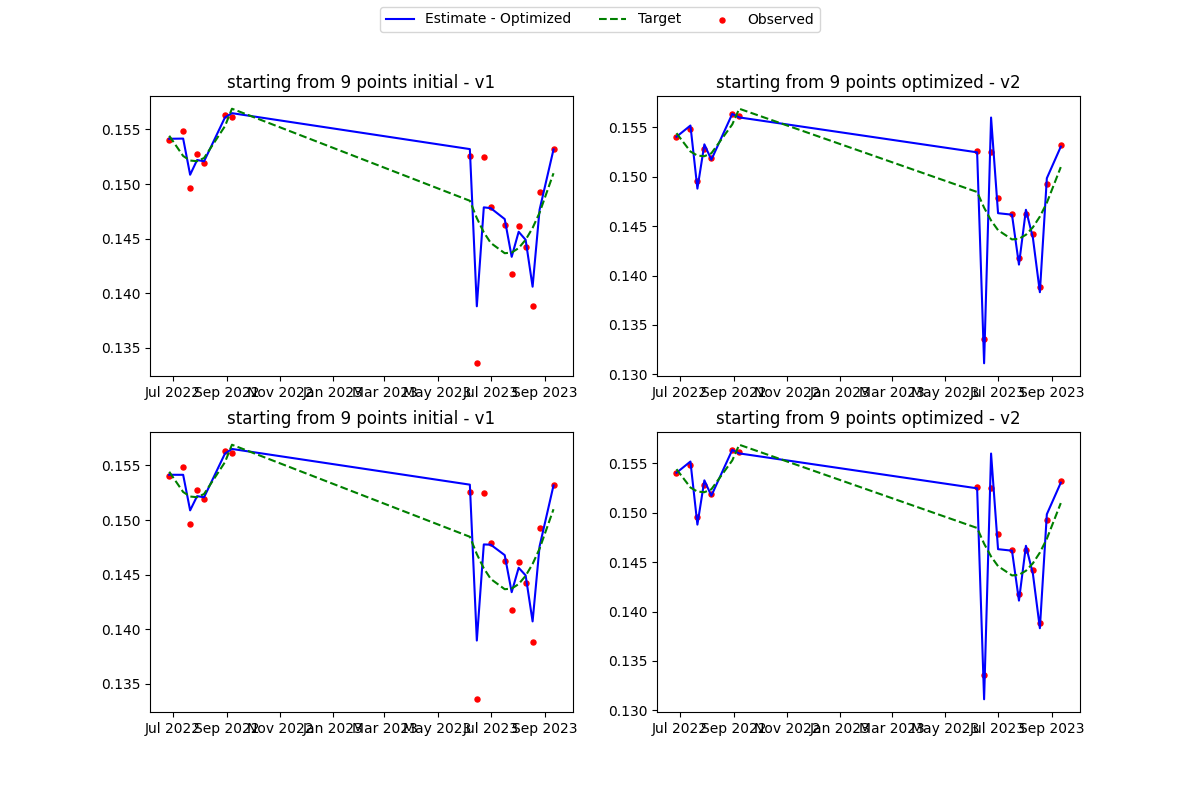 Estimate - Optimized Target Observed
starting from 9 points initial - v1
0.155
0.150
0.145
0.140
0.135
Jul 2022 Sep 2022 Nov 2022 Jan 2023 Mar 2023 May 2023 Jul 2023 Sep 2023
starting from 9 points optimized - v2
0.155
0.150
0.145
0.140
0.135
0.130
Jul 2022 Sep 2022 Nov 2022 Jan 2023 Mar 2023 May 2023 Jul 2023 Sep 2023
starting from 9 points initial - v1
0.155
0.150
0.145
0.140
0.135
Jul 2022 Sep 2022 Nov 2022 Jan 2023 Mar 2023 May 2023 Jul 2023 Sep 2023
starting from 9 points optimized - v2
0.155
0.150
0.145
0.140
0.135
0.130
Jul 2022 Sep 2022 Nov 2022 Jan 2023 Mar 2023 May 2023 Jul 2023 Sep 2023